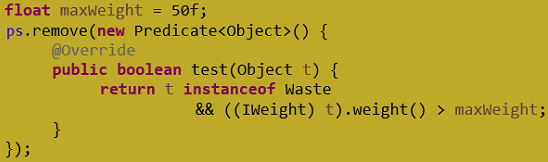 float maxWeight = 50f;
ps.remove(new Predicate<Object>() {
    @Override
    public boolean test(Object t) {
        return t instanceof Waste
                && ((IWeight) t).weight() > maxWeight;
    }
});